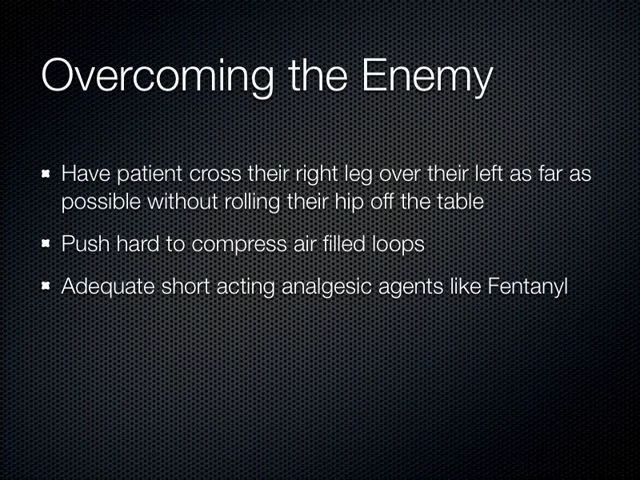 Overcoming the Enemy
Have patient cross their right leg over their left as far as
possible without rolling their hip off the table
Push hard to compress air filled loops
Adequate short acting analgesic agents like Fentanyl